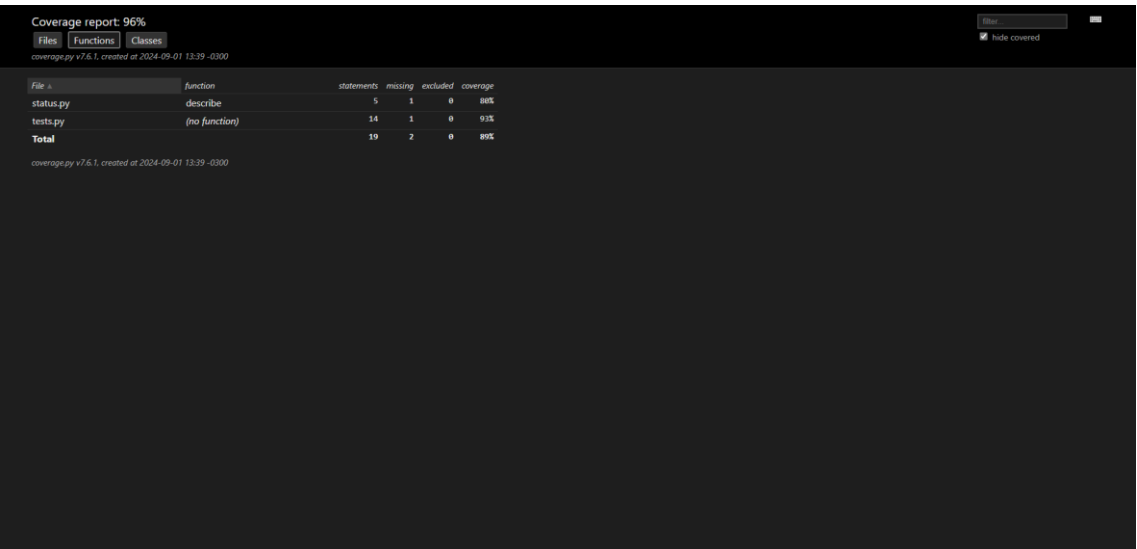 Coverage report: 96%
filter...
Files Functions Classes
hide covered
coverage.py v7.6.1, created at 2024-09-01 13:39 -0300
File ▲ function statements missing excluded coverage
status.py describe 5 1 0 80%
tests.py (no function) 14 1 0 93%
Total 19 2 0 89%
coverage.py v7.6.1, created at 2024-09-01 13:39 -0300